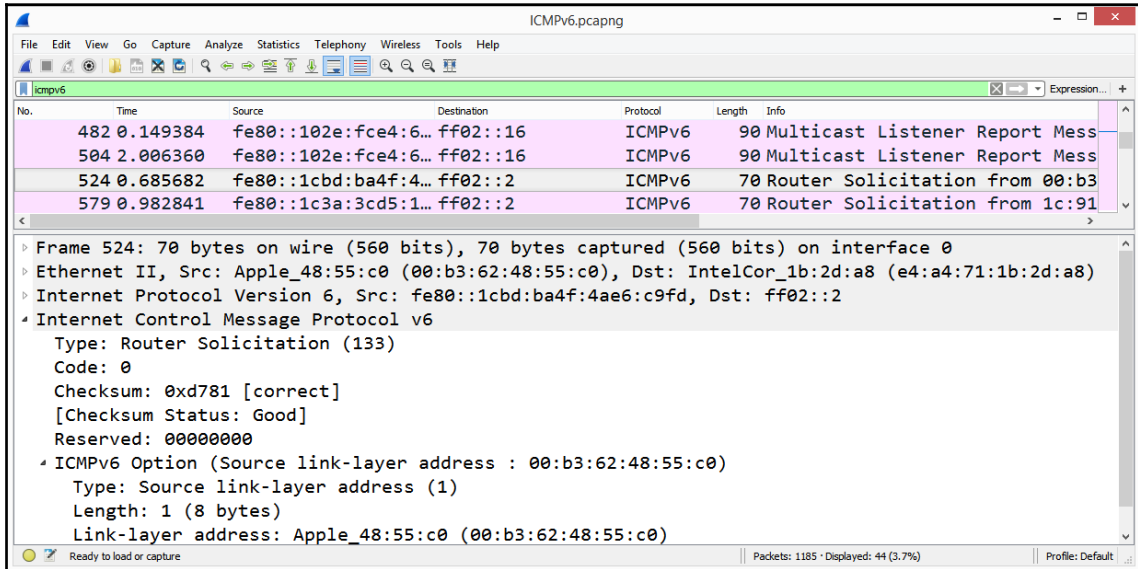 ICMPv6.pcapng
File Edit View Go Capture Analyze Statistics Telephony Wireless Tools Help
icmpv6 Expression... +
No. Time Source Destination Protocol Length Info
482 0.149384 fe80::102e:fce4:6… ff02::16 ICMPv6 90 Multicast Listener Report Mess
504 2.006360 fe80::102e:fce4:6… ff02::16 ICMPv6 90 Multicast Listener Report Mess
524 0.685682 fe80::1cbd:ba4f:4… ff02::2 ICMPv6 70 Router Solicitation from 00:b3
579 0.982841 fe80::1c3a:3cd5:1… ff02::2 ICMPv6 70 Router Solicitation from 1c:91
Frame 524: 70 bytes on wire (560 bits), 70 bytes captured (560 bits) on interface 0
Ethernet II, Src: Apple_48:55:c0 (00:b3:62:48:55:c0), Dst: IntelCor_1b:2d:a8 (e4:a4:71:1b:2d:a8)
Internet Protocol Version 6, Src: fe80::1cbd:ba4f:4ae6:c9fd, Dst: ff02::2
Internet Control Message Protocol v6
Type: Router Solicitation (133)
Code: 0
Checksum: 0xd781 [correct]
[Checksum Status: Good]
Reserved: 00000000
ICMPv6 Option (Source link-layer address : 00:b3:62:48:55:c0)
Type: Source link-layer address (1)
Length: 1 (8 bytes)
Link-layer address: Apple_48:55:c0 (00:b3:62:48:55:c0)
Ready to load or capture Packets: 1185 · Displayed: 44 (3.7%) Profile: Default